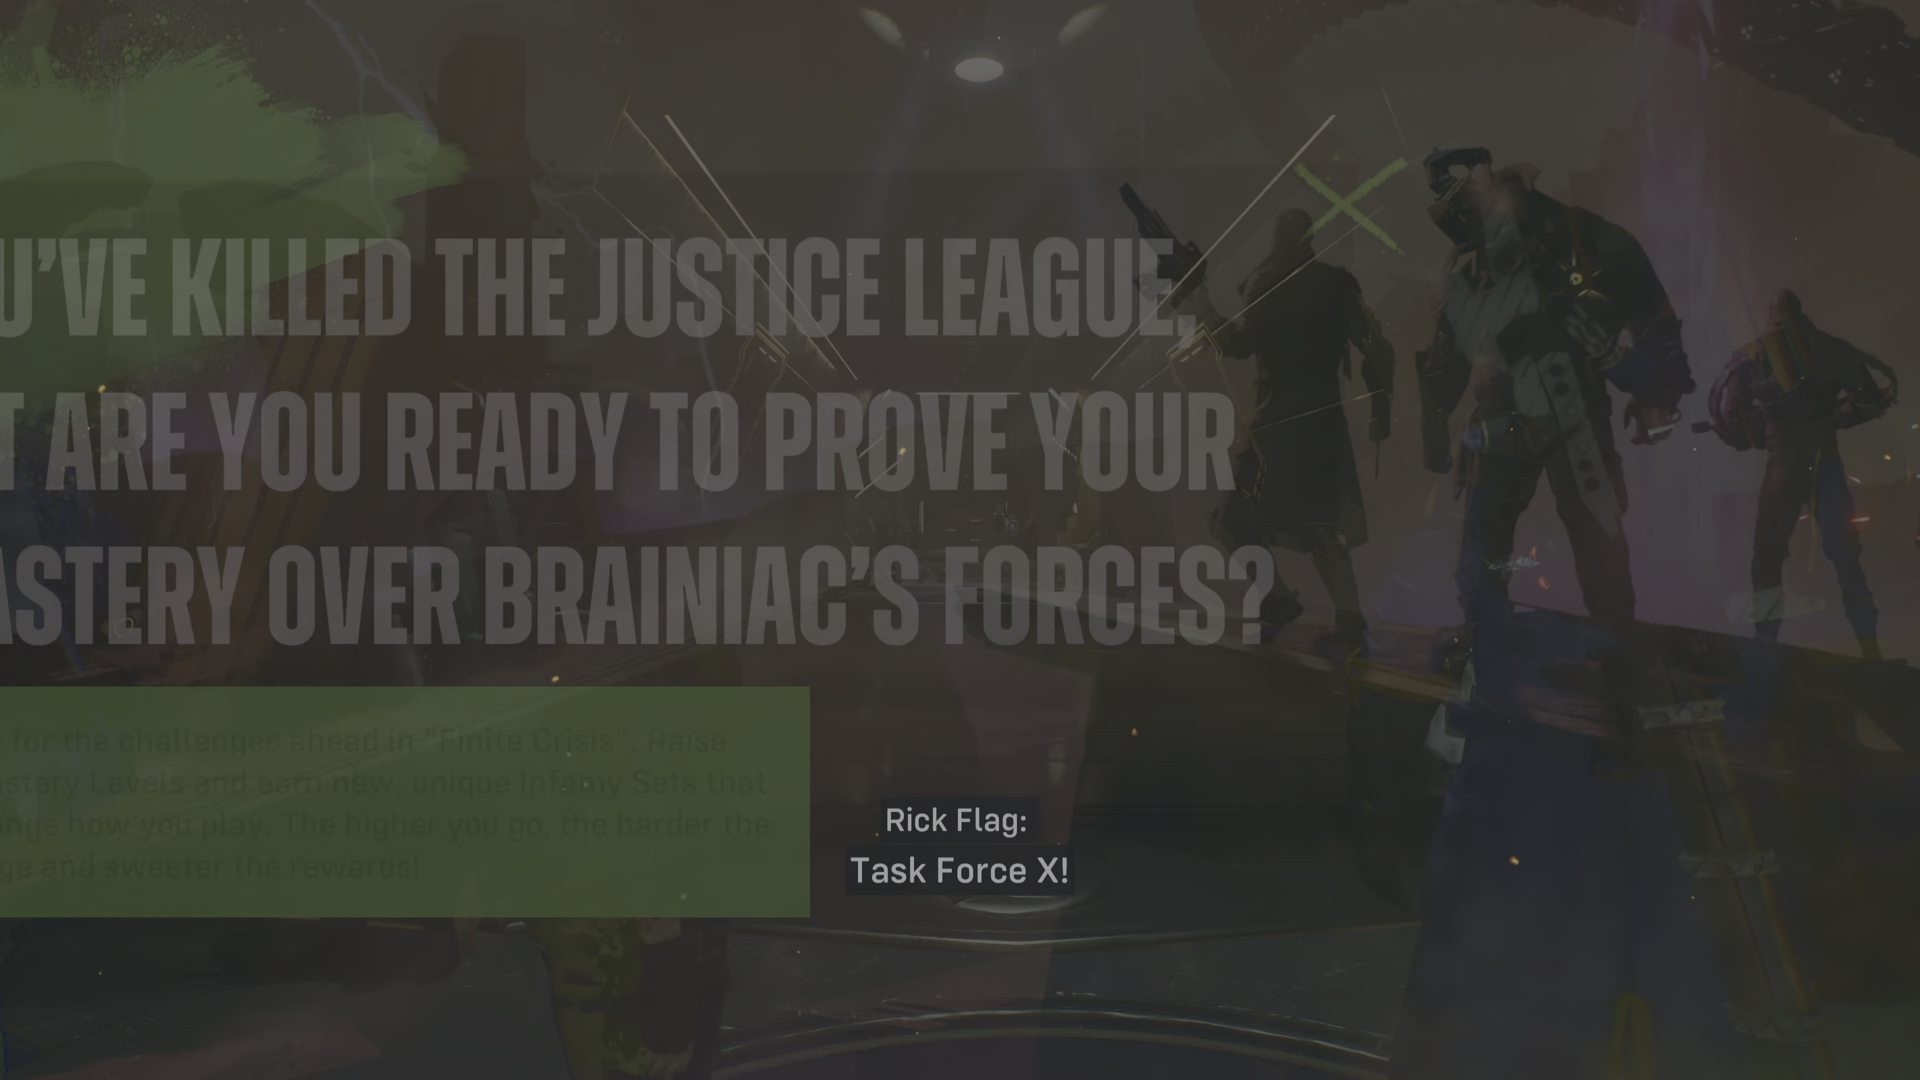 U'VE KILLED THE JUSTICE LEAGUE,
T ARE YOU READY TO PROVE YOUR
ASTERY OVER BRAINIAC'S FORCES?
for the challenges ahead in "Finite Crisis". Raise
stery Levels and earn new, unique Infamy Sets that
nge how you play. The higher you go, the harder the
ge and sweeter the rewards!
Rick Flag:
Task Force X!